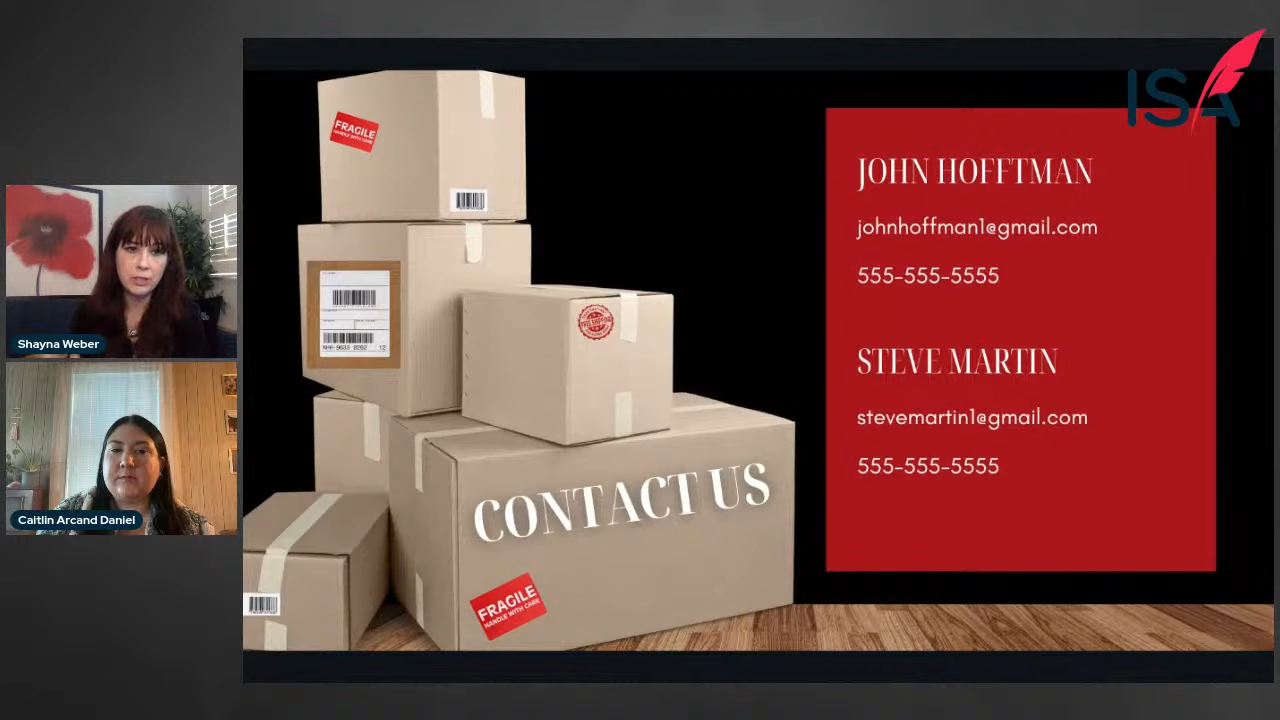 ISA
JOHN HOFFTMAN
johnhoffman1@gmail.com
555-555-5555
STEVE MARTIN
stevemartin1@gmail.com
555-555-5555
CONTACT US
FRAGILE
HANDLE WITH CARE
FRAGILE
HANDLE WITH CARE
Shayna Weber
Caitlin Arcand Daniel